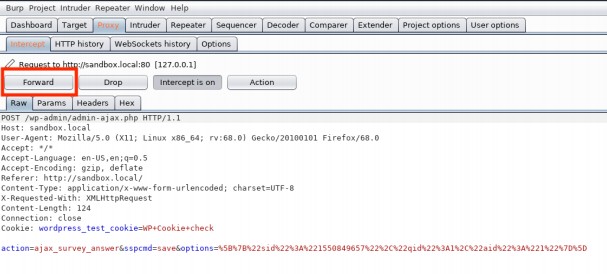 Burp Project Intruder Repeater Window Help
Dashboard Target Proxy Intruder Repeater Sequencer Decoder Comparer Extender Project options User options
Intercept HTTP history WebSockets history Options
Request to http://sandbox.local:80 [127.0.0.1]
Forward Drop Intercept is on Action
Raw Params Headers Hex
POST /wp-admin/admin-ajax.php HTTP/1.1
Host: sandbox.local
User-Agent: Mozilla/5.0 (X11; Linux x86_64; rv:68.0) Gecko/20100101 Firefox/68.0
Accept: */*
Accept-Language: en-US,en;q=0.5
Accept-Encoding: gzip, deflate
Referer: http://sandbox.local/
Content-Type: application/x-www-form-urlencoded; charset=UTF-8
X-Requested-With: XMLHttpRequest
Content-Length: 124
Connection: close
Cookie: wordpress_test_cookie=WP+Cookie+check
action=ajax_survey_answer&sspcmd=save&options=%5B%7B%22sid%22%3A%221550849657%22%2C%22qid%22%3A1%2C%22aid%22%3A%221%22%7D%5D